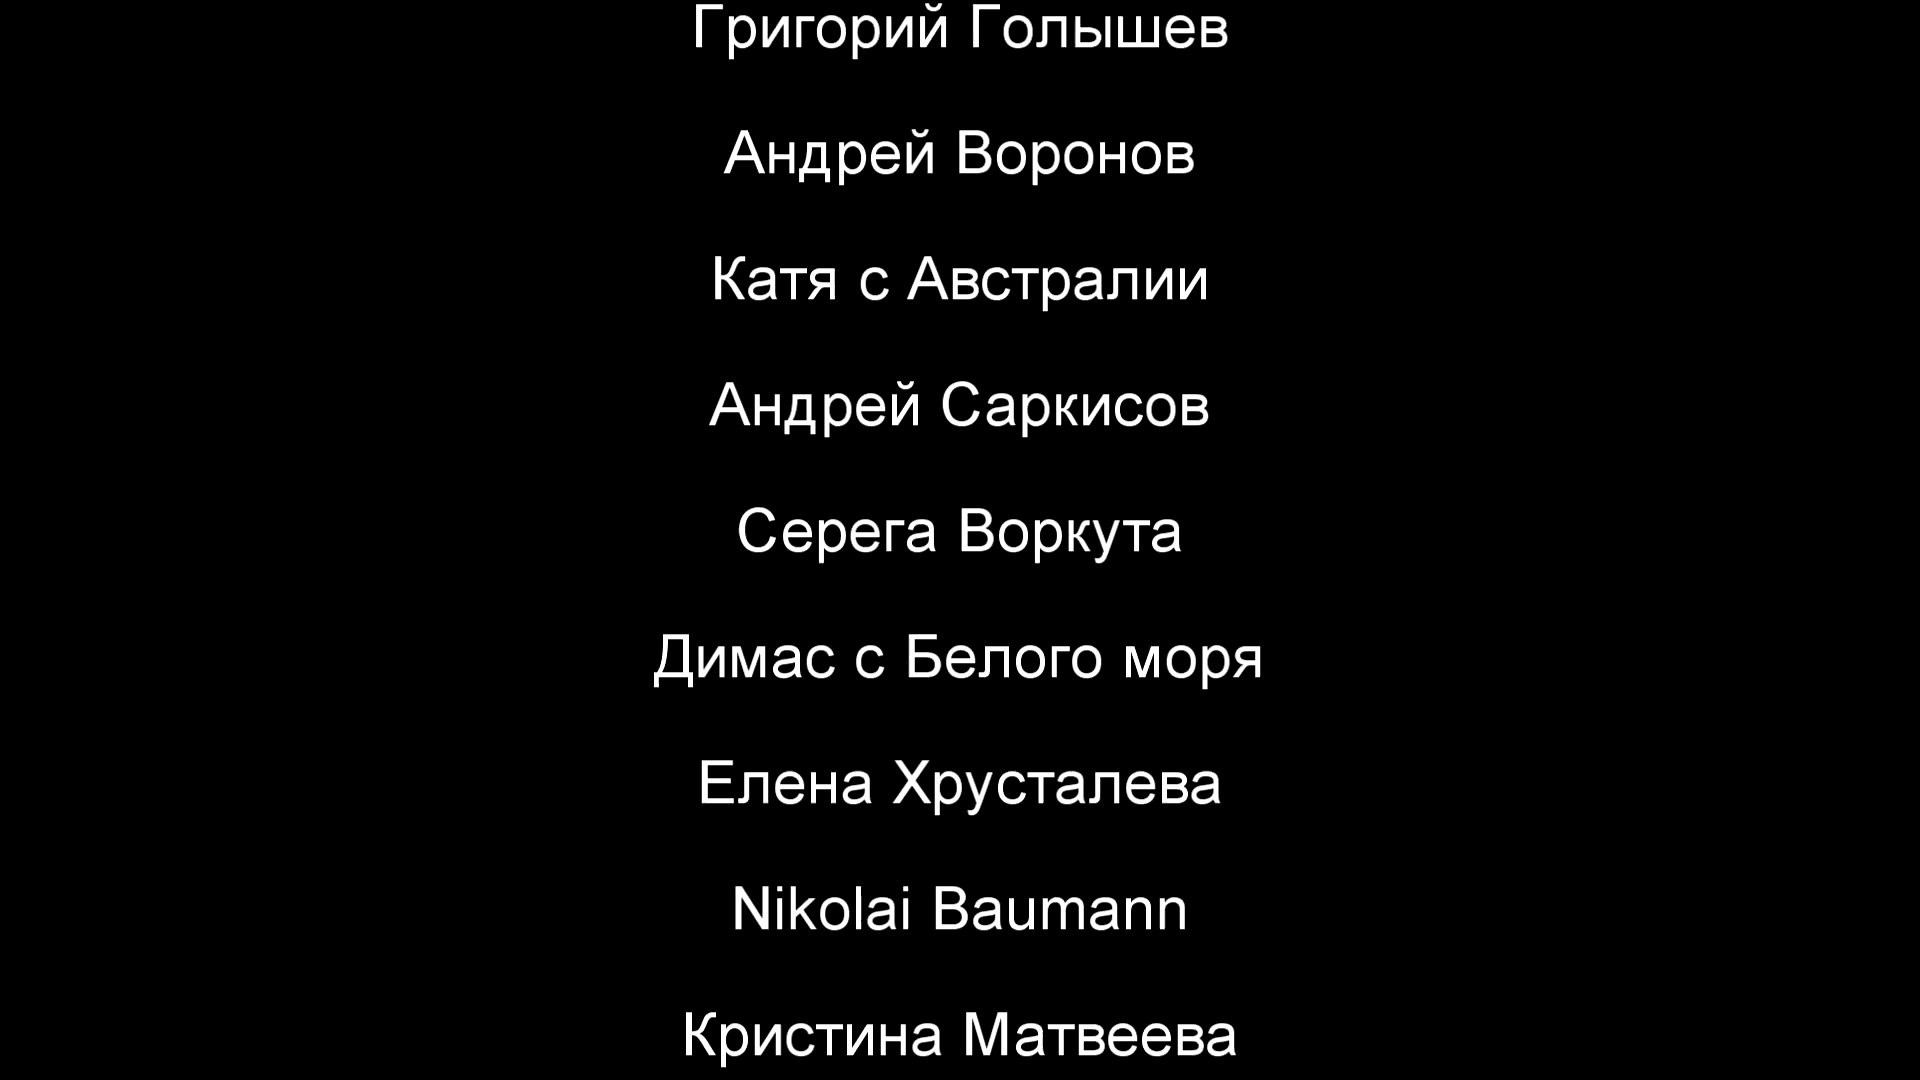 Григорий Голышев
Андрей Воронов
Катя с Австралии
Андрей Саркисов
Серега Воркута
Димас с Белого моря
Елена Хрусталева
Nikolai Baumann
Кристина Матвеева